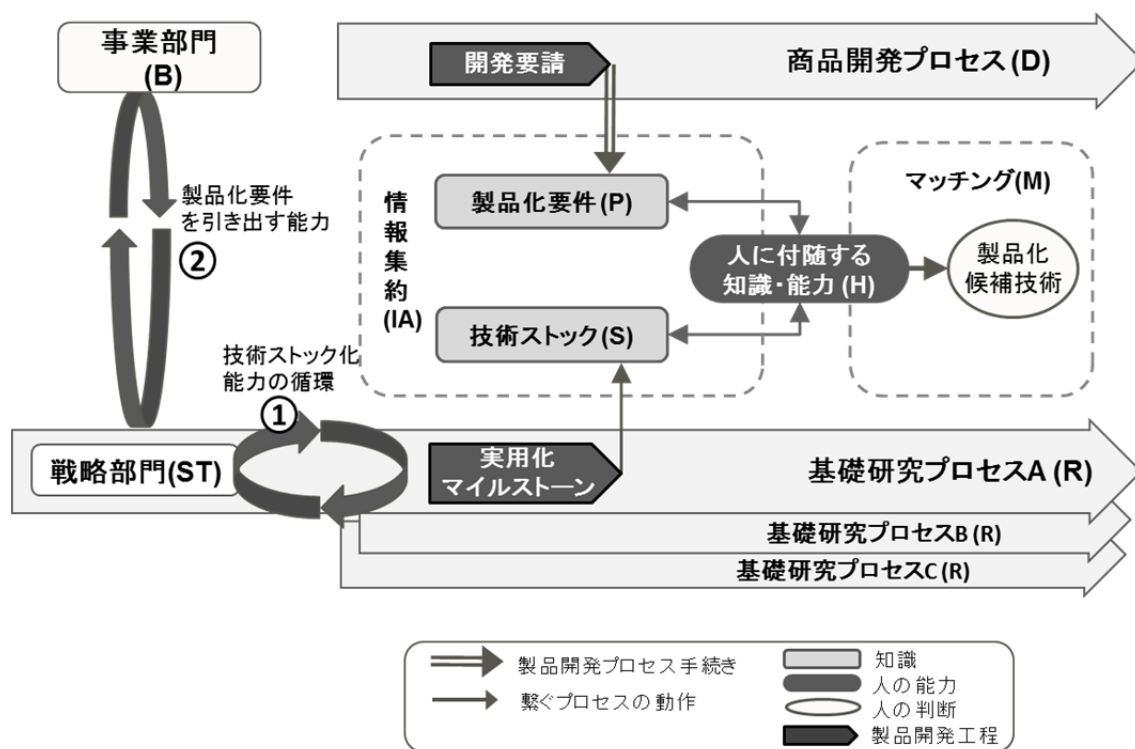 事業部門
(B)
開発要請
商品開発プロセス (D)
製品化要件
を引き出す能力
②
情報集約
(IA)
製品化要件 (P)
マッチング(M)
人に付随する
知識・能力 (H)
製品化
候補技術
技術ストック (S)
技術ストック化
能力の循環
①
戦略部門(ST)
実用化
マイルストーン
基礎研究プロセスA (R)
基礎研究プロセスB (R)
基礎研究プロセスC (R)
製品開発プロセス手続き
繋ぐプロセスの動作
知識
人の能力
人の判断
製品開発工程